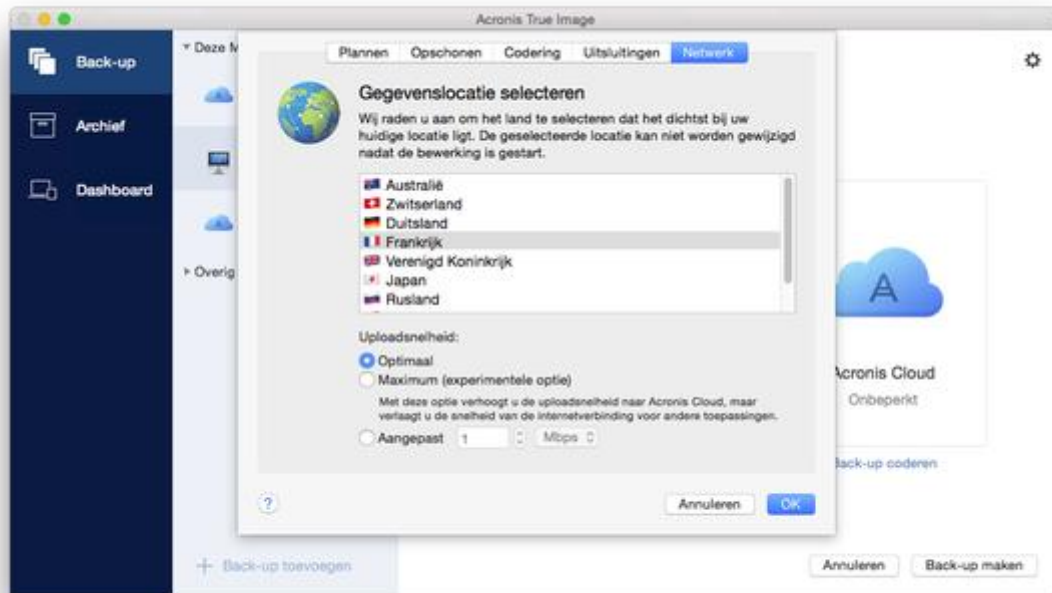 Acronis True Image
Back-up
Archief
Dashboard
Deze M
Overig
Back-up toevoegen
Plannen
Opschonen
Codering
Uitsluitingen
Netwerk
Gegevenslocatie selecteren
Wij raden u aan om het land te selecteren dat het dichtst bij uw
huidige locatie ligt. De geselecteerde locatie kan niet worden gewijzigd
nadat de bewerking is gestart.
Australië
Zwitserland
Duitsland
Frankrijk
Verenigd Koninkrijk
Japan
Rusland
Uploadsnelheid:
Optimaal
Maximum (experimentele optie)
Met deze optie verhoogt u de uploadsnelheid naar Acronis Cloud, maar
verlaagt u de snelheid van de internetverbinding voor andere toepassingen.
Aangepast 1 Mbps
?
Annuleren
OK
A
Acronis Cloud
Onbeperkt
Back-up coderen
Annuleren
Back-up maken